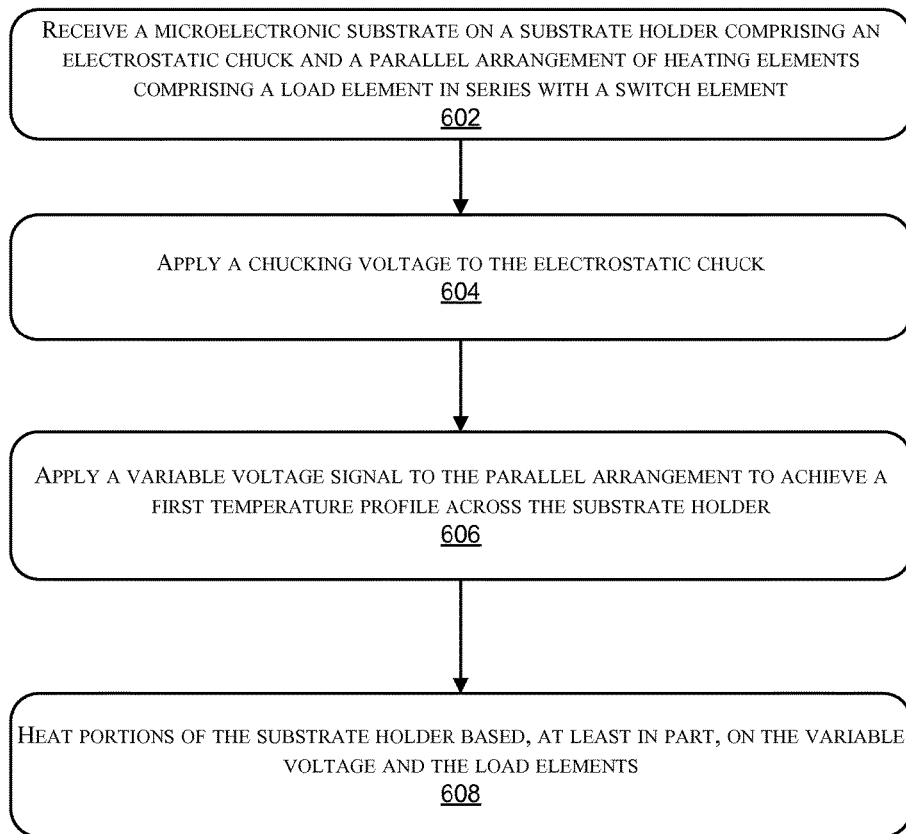 RECEIVE A MICROELECTRONIC SUBSTRATE ON A SUBSTRATE HOLDER COMPRISING AN
ELECTROSTATIC CHUCK AND A PARALLEL ARRANGEMENT OF HEATING ELEMENTS
COMPRISING A LOAD ELEMENT IN SERIES WITH A SWITCH ELEMENT
602
APPLY A CHUCKING VOLTAGE TO THE ELECTROSTATIC CHUCK
604
APPLY A VARIABLE VOLTAGE SIGNAL TO THE PARALLEL ARRANGEMENT TO ACHIEVE A
FIRST TEMPERATURE PROFILE ACROSS THE SUBSTRATE HOLDER
606
HEAT PORTIONS OF THE SUBSTRATE HOLDER BASED, AT LEAST IN PART, ON THE VARIABLE
VOLTAGE AND THE LOAD ELEMENTS
608